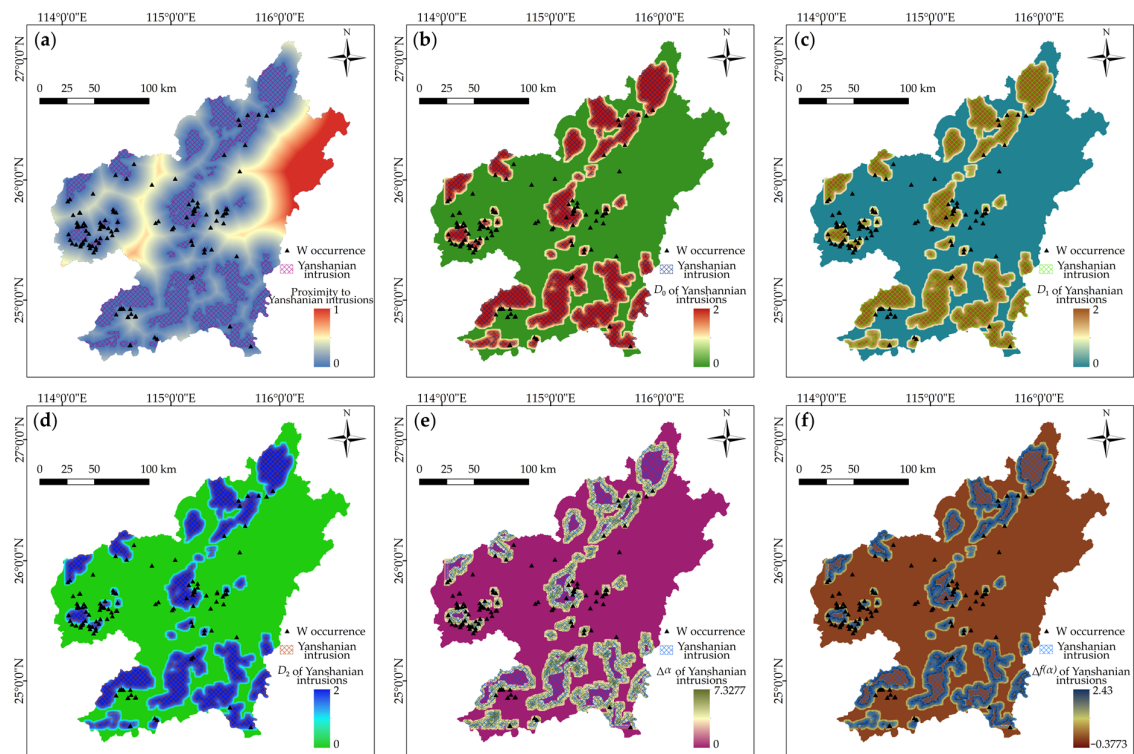 114°0'0"E 115°0'0"E 116°0'0"E
114°0'0"E 115°0'0"E 116°0'0"E
114°0'0"E 115°0'0"E 116°0'0"E
(a)
N
27°0'0"N
26°0'0"N
25°0'0"N
0 25 50 100 km
W occurrence
Yanshanian
intrusion
Proximity to
Yanshanian intrusions
1
0
(b)
N
27°0'0"N
26°0'0"N
25°0'0"N
0 25 50 100 km
W occurrence
Yanshanian
intrusion
D0 of Yanshannian
intrusions
2
0
(c)
N
27°0'0"N
26°0'0"N
25°0'0"N
0 25 50 100 km
W occurrence
Yanshanian
intrusion
D1 of Yanshanian
intrusions
2
0
114°0'0"E 115°0'0"E 116°0'0"E
114°0'0"E 115°0'0"E 116°0'0"E
114°0'0"E 115°0'0"E 116°0'0"E
(d)
N
27°0'0"N
26°0'0"N
25°0'0"N
0 25 50 100 km
W occurrence
Yanshanian
intrusion
D2 of Yanshanian
intrusions
2
0
(e)
N
27°0'0"N
26°0'0"N
25°0'0"N
0 25 50 100 km
W occurrence
Yanshanian
intrusion
Δα of Yanshanian
intrusions
7.3277
0
(f)
N
27°0'0"N
26°0'0"N
25°0'0"N
0 25 50 100 km
W occurrence
Yanshanian
intrusion
Δf(α) of Yanshanian
intrusions
2.43
−0.3773